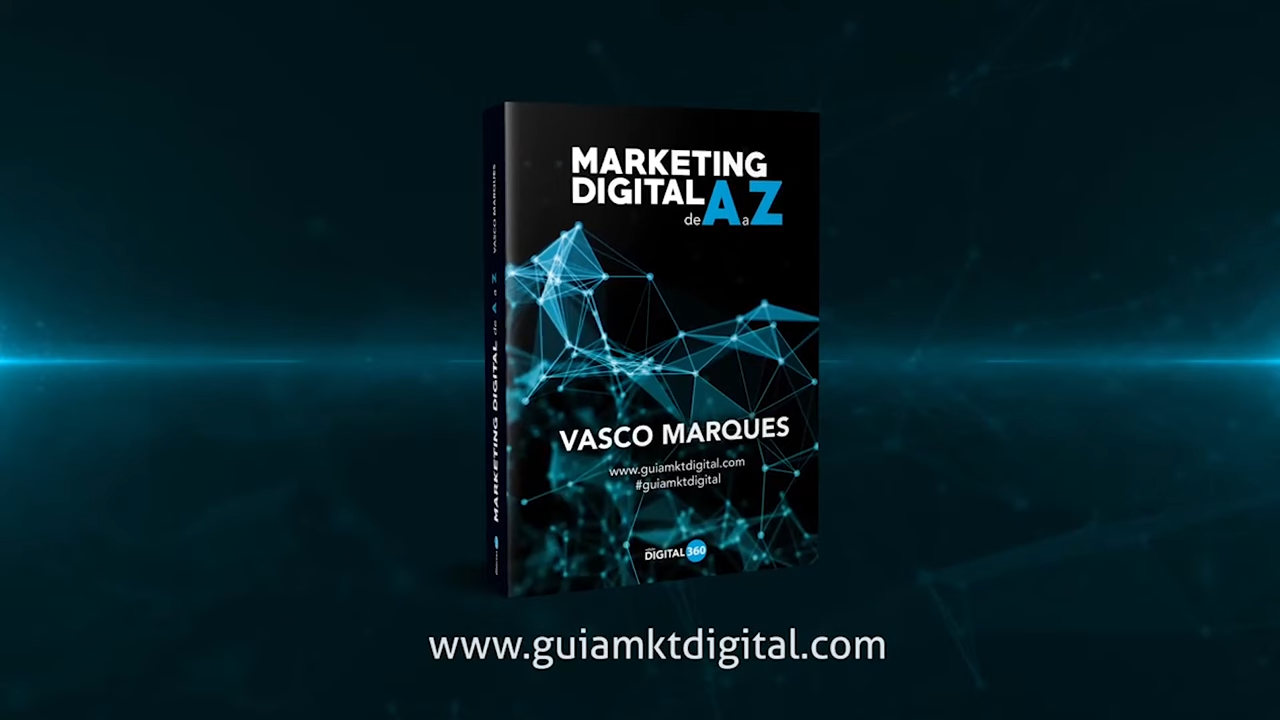 MARKETING
DIGITAL
de A a Z
VASCO MARQUES
www.guiamktdigital.com
#guiamktdigital
DIGITAL 360
MARKETING DIGITAL de A a Z VASCO MARQUES
www.guiamktdigital.com